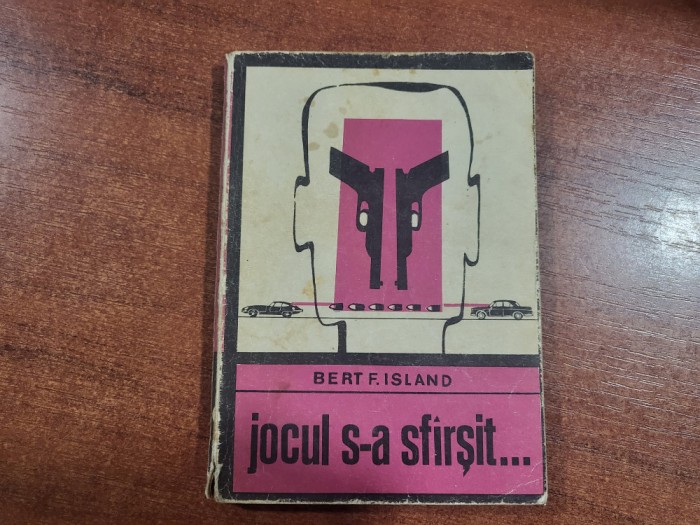 BERT F. ISLAND
jocul s-a sfîrşit...